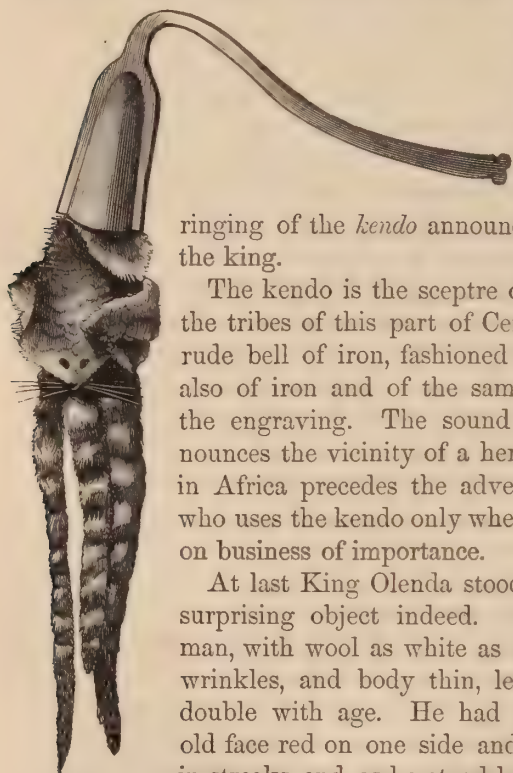 ringing of the kendo announ
the king.
The kendo is the sceptre
the tribes of this part of Ce
rude bell of iron, fashioned
also of iron and of the sam
the engraving. The sound
nounces the vicinity of a her
in Africa precedes the adve
who uses the kendo only whe
on business of importance.
At last King Olenda stood
surprising object indeed.
man, with wool as white as
wrinkles, and body thin, le
double with age. He had
old face red on one side and